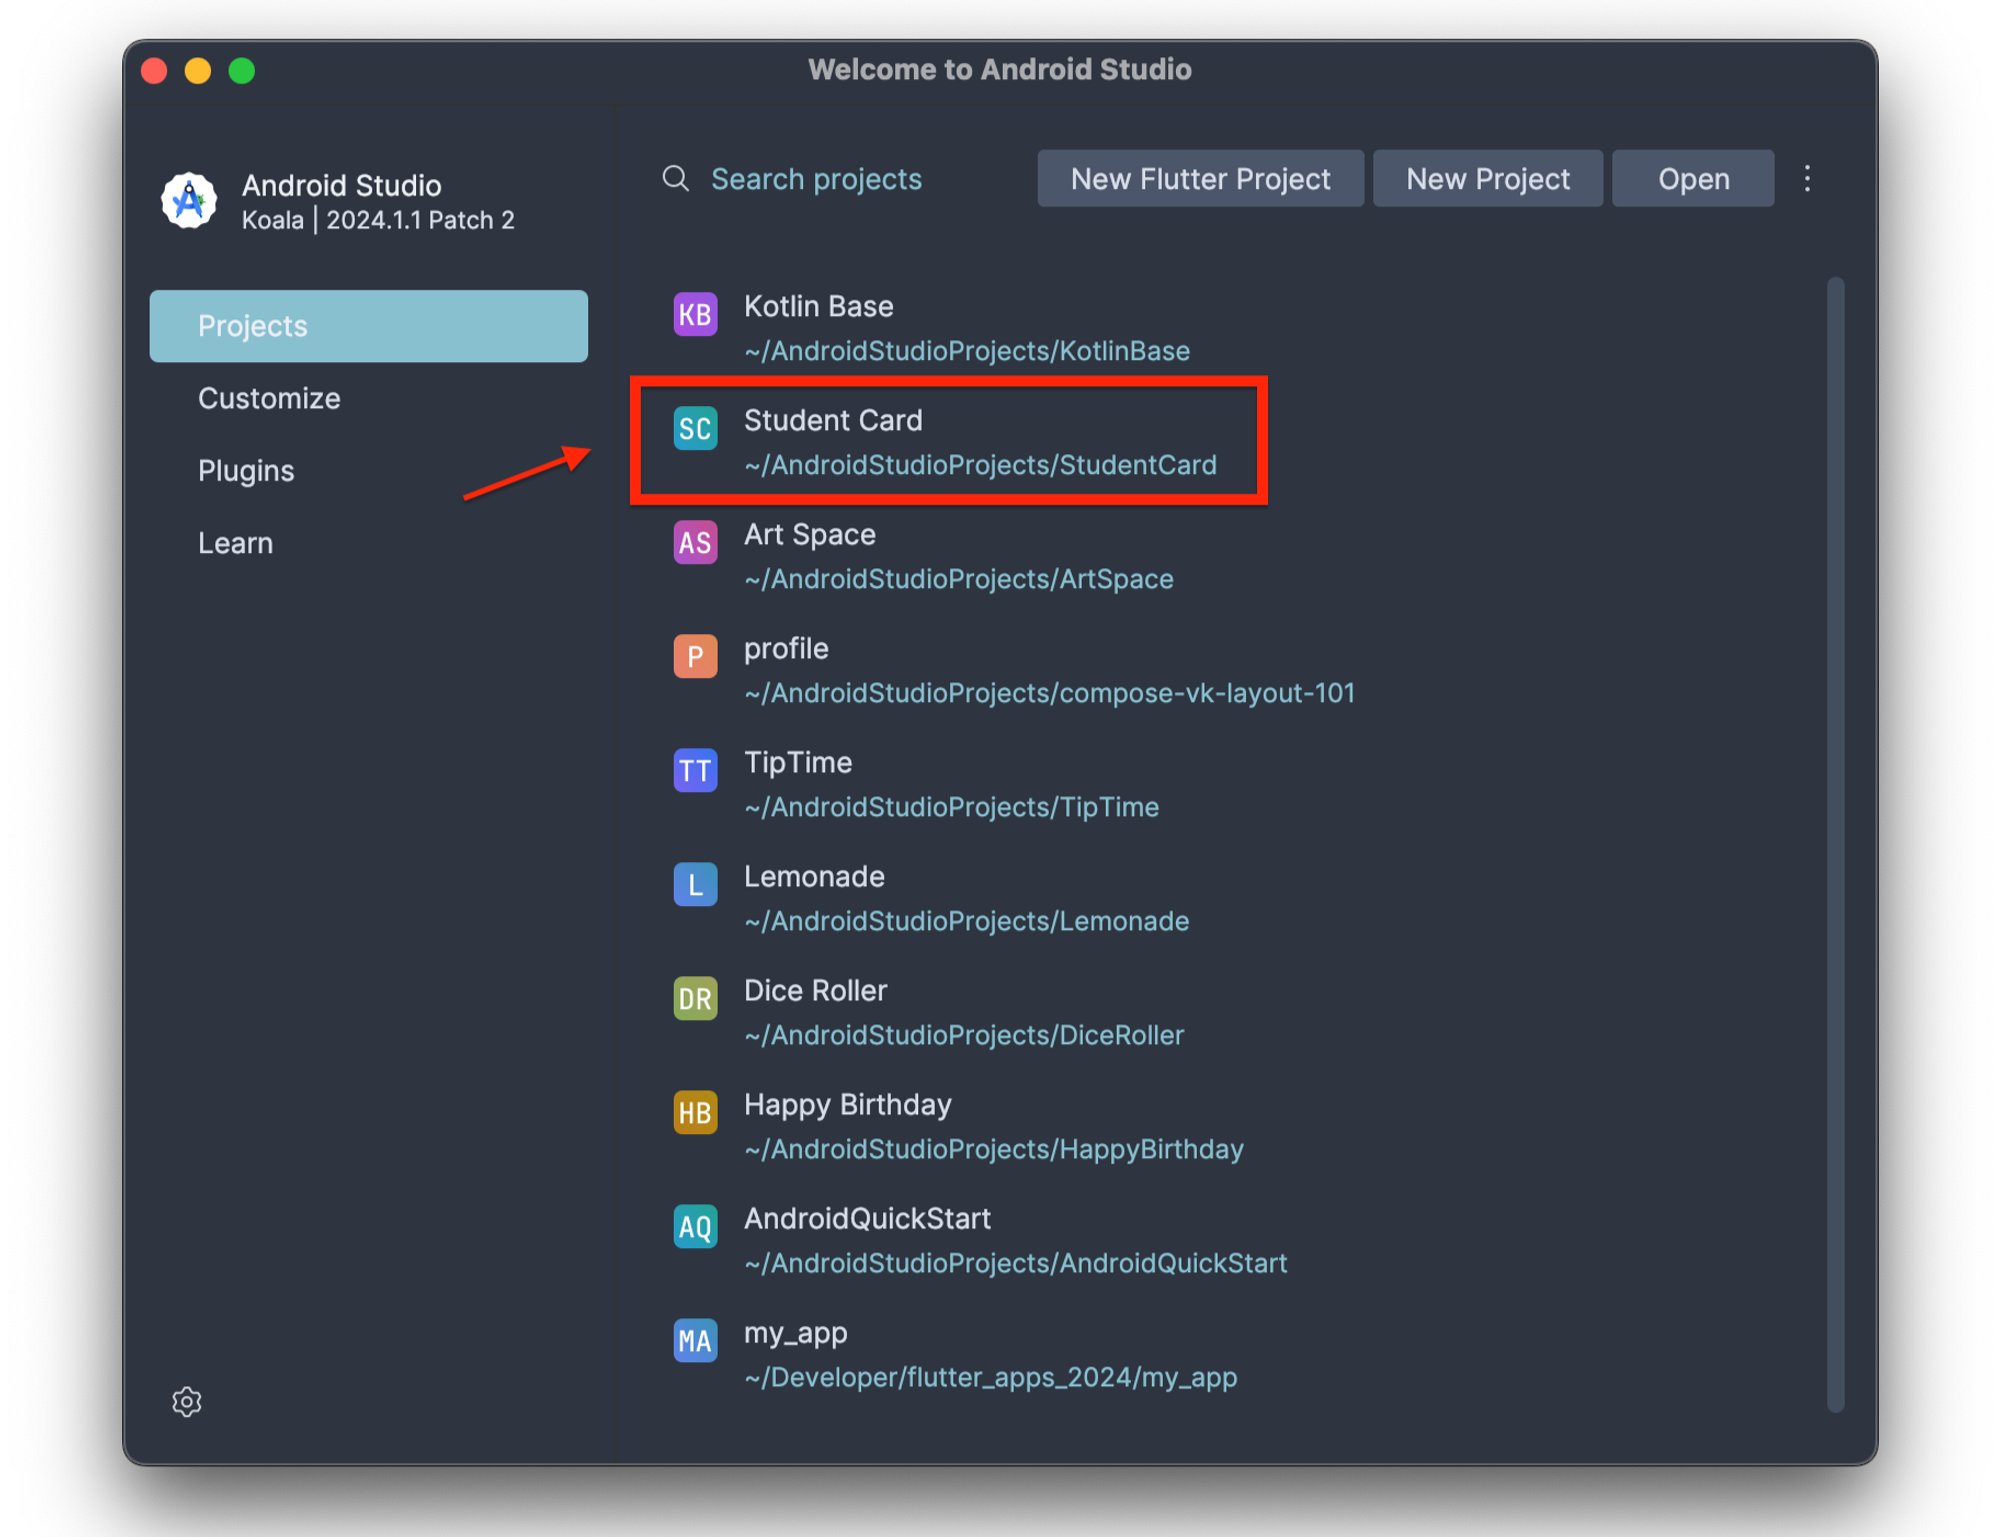 Welcome to Android Studio
Android Studio
Koala | 2024.1.1 Patch 2
Projects
Customize
Plugins
Learn
Search projects
New Flutter Project
New Project
Open
KB
Kotlin Base
~/AndroidStudioProjects/KotlinBase
SC
Student Card
~/AndroidStudioProjects/StudentCard
AS
Art Space
~/AndroidStudioProjects/ArtSpace
P
profile
~/AndroidStudioProjects/compose-vk-layout-101
TT
TipTime
~/AndroidStudioProjects/TipTime
L
Lemonade
~/AndroidStudioProjects/Lemonade
DR
Dice Roller
~/AndroidStudioProjects/DiceRoller
HB
Happy Birthday
~/AndroidStudioProjects/HappyBirthday
AQ
AndroidQuickStart
~/AndroidStudioProjects/AndroidQuickStart
MA
my_app
~/Developer/flutter_apps_2024/my_app